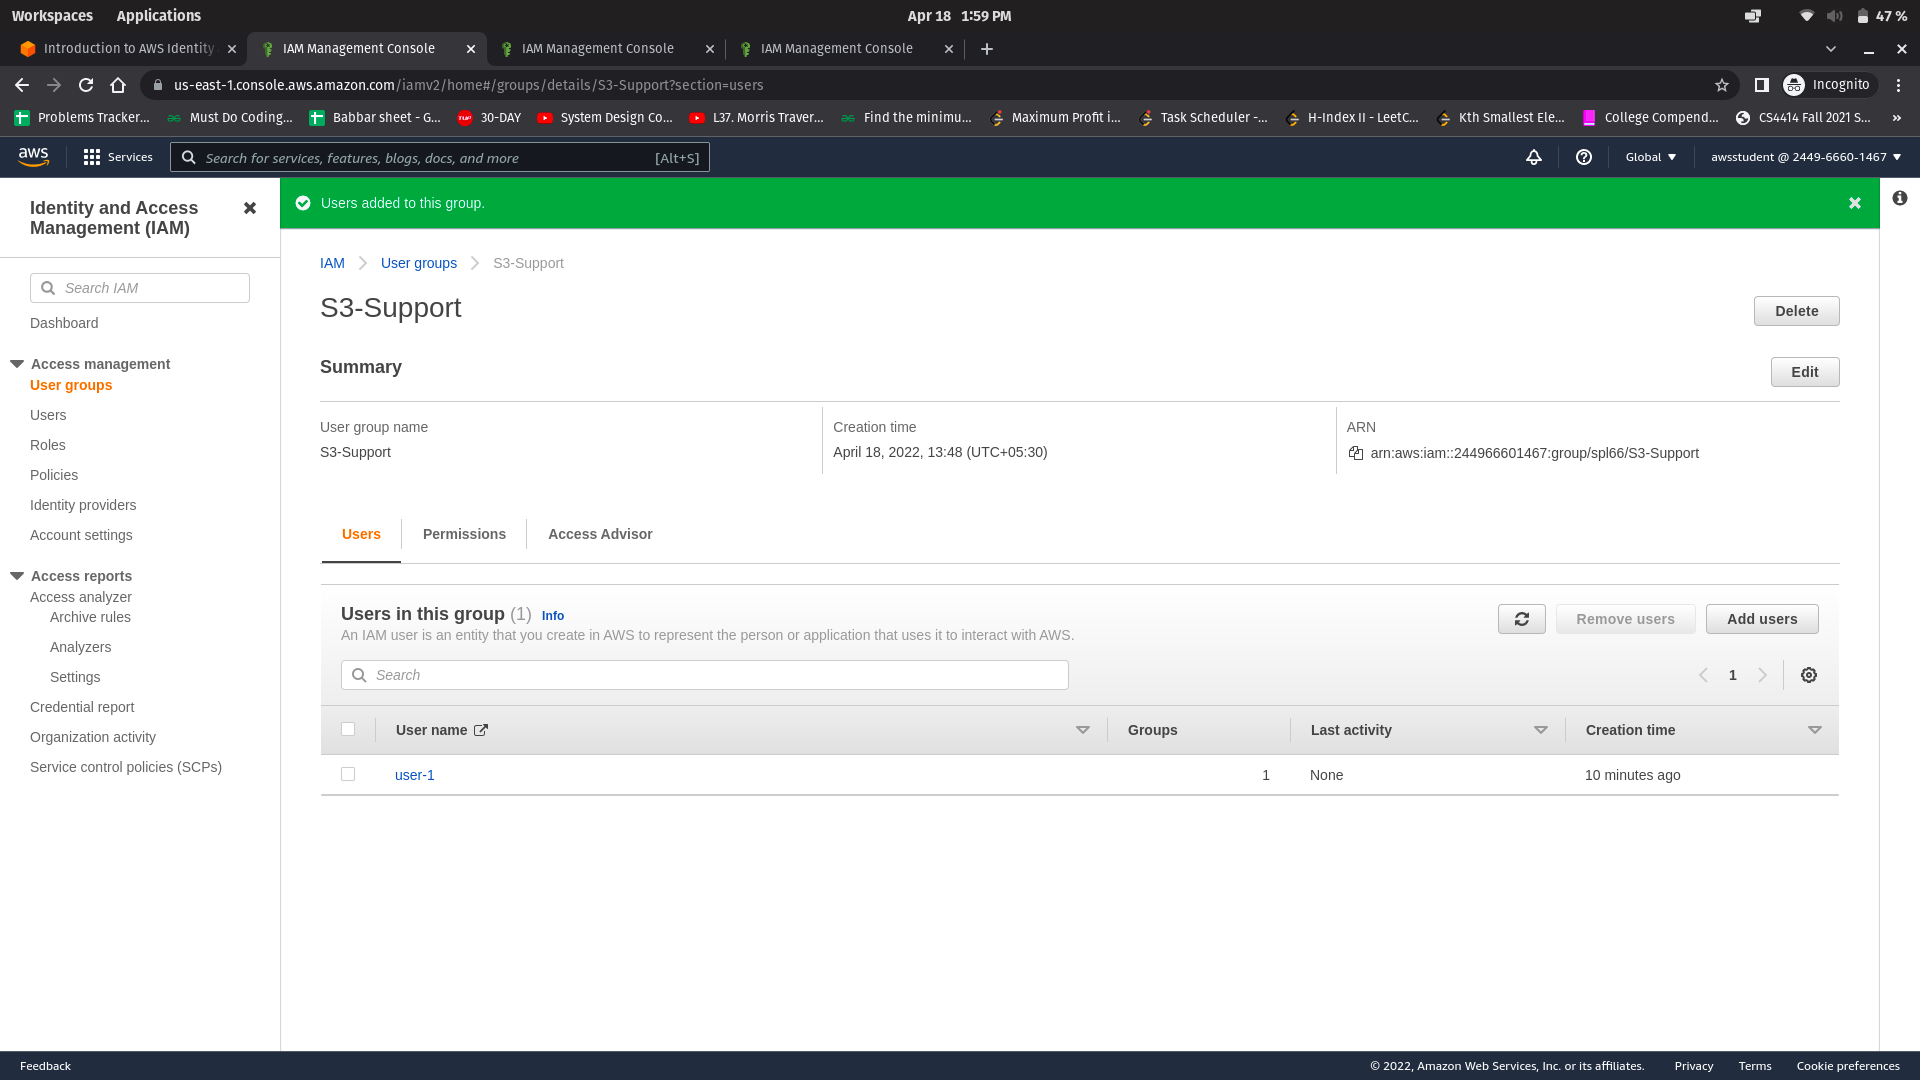 Workspaces Applications Apr 18 1:59 PM 47 %
Introduction to AWS Identity IAM Management Console IAM Management Console IAM Management Console
us-east-1.console.aws.amazon.com/iamv2/home#/groups/details/S3-Support?section=users Incognito
Problems Tracker... Must Do Coding... Babbar sheet - G... 30-DAY System Design Co... L37. Morris Traver... Find the minimu... Maximum Profit i... Task Scheduler -... H-Index II - LeetC... Kth Smallest Ele... College Compend... CS4414 Fall 2021 S... »
aws Services Search for services, features, blogs, docs, and more [Alt+S] Global awsstudent @ 2449-6660-1467
Identity and Access
Management (IAM)
Users added to this group.
Search IAM
Dashboard
Access management
User groups
Users
Roles
Policies
Identity providers
Account settings
Access reports
Access analyzer
Archive rules
Analyzers
Settings
Credential report
Organization activity
Service control policies (SCPs)
IAM User groups S3-Support
S3-Support
Delete
Summary
Edit
User group name
S3-Support
Creation time
April 18, 2022, 13:48 (UTC+05:30)
ARN
arn:aws:iam::244966601467:group/spl66/S3-Support
Users Permissions Access Advisor
Users in this group (1) Info
An IAM user is an entity that you create in AWS to represent the person or application that uses it to interact with AWS.
Remove users Add users
Search
1
User name Groups Last activity Creation time
user-1 1 None 10 minutes ago
Feedback © 2022, Amazon Web Services, Inc. or its affiliates. Privacy Terms Cookie preferences